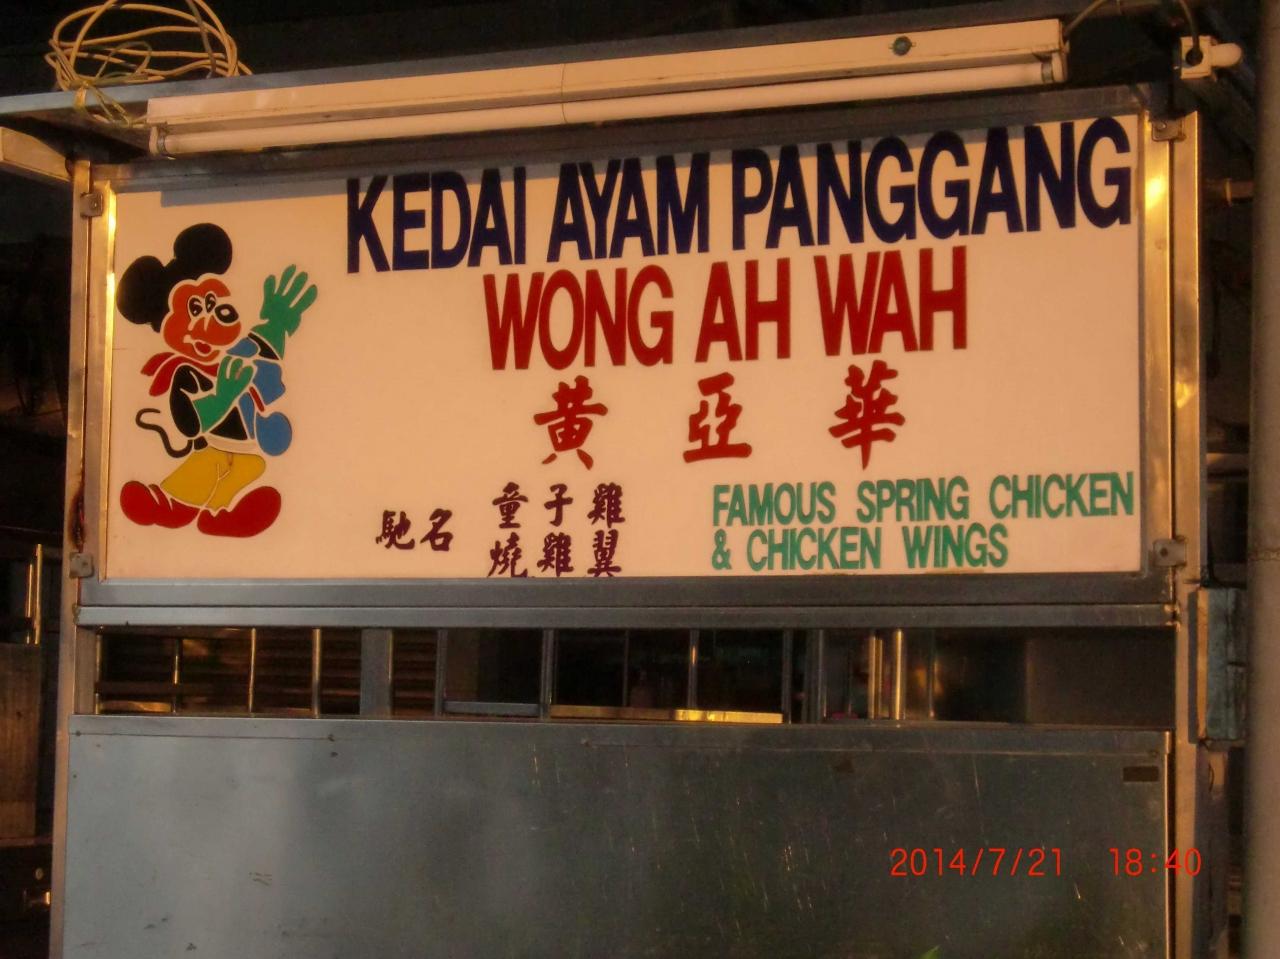 KEDAI AYAM PANGGANG
WONG AH WAH
黃亞華
馳名
童子雞
燒雞翼
FAMOUS SPRING CHICKEN
& CHICKEN WINGS
2014/7/21 18:40